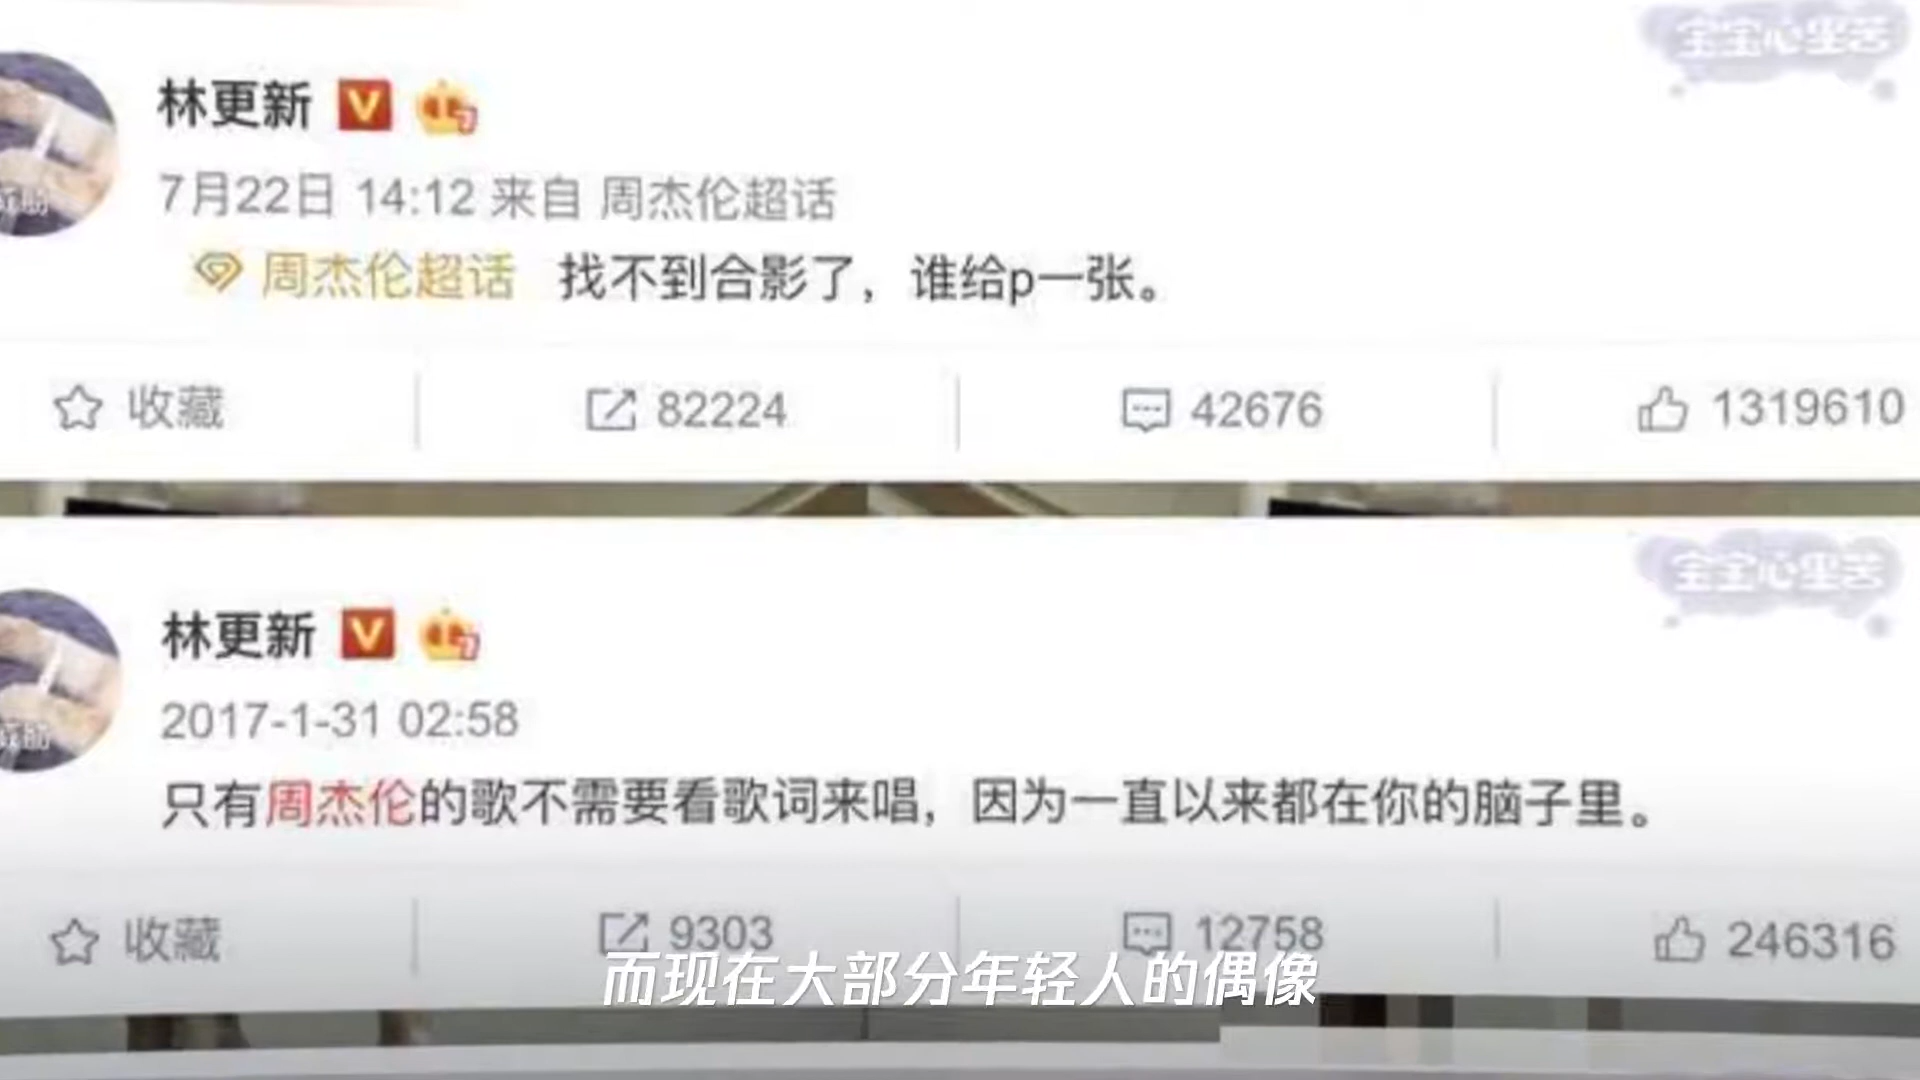 宝宝心里苦
林更新
7月22日 14:12 来自 周杰伦超话
周杰伦超话 找不到合影了，谁给p一张。
收藏 82224 42676 1319610
宝宝心里苦
林更新
2017-1-31 02:58
只有周杰伦的歌不需要看歌词来唱，因为一直以来都在你的脑子里。
收藏 9303 12758 246316
而现在大部分年轻人的偶像